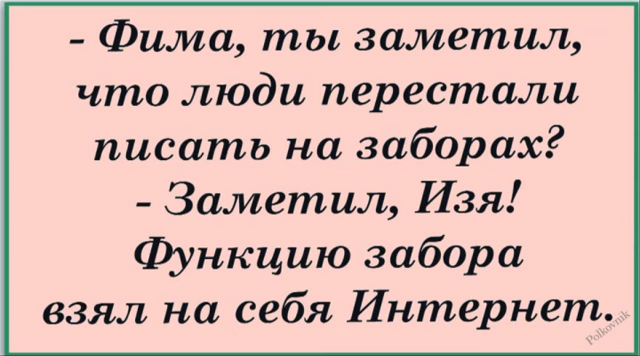 - Фима, ты заметил,
что люди перестали
писать на заборах?
- Заметил, Изя!
Функцию забора
взял на себя Интернет.
Polkovnik